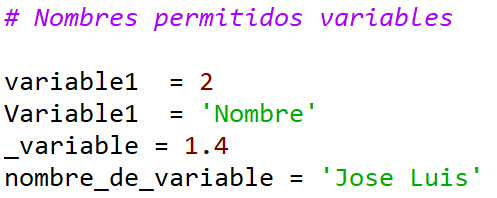 # Nombres permitidos variables
variable1  = 2
Variable1  = 'Nombre'
_variable = 1.4
nombre_de_variable = 'Jose Luis'